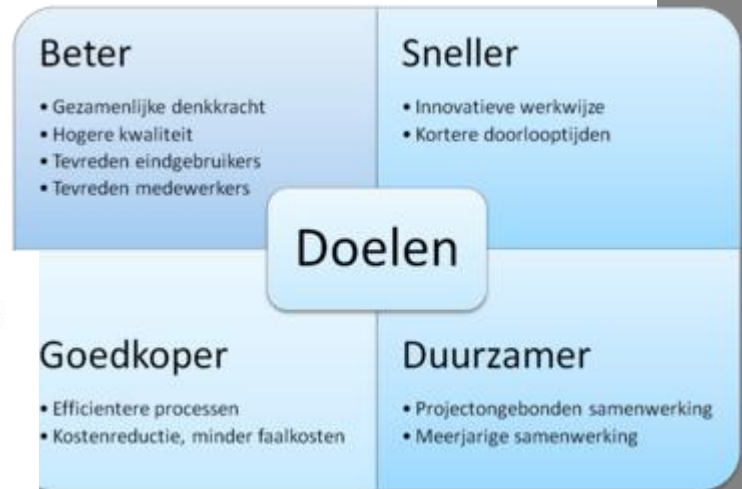 Beter
• Gezamenlijke denkkracht
• Hogere kwaliteit
• Tevreden eindgebruikers
• Tevreden medewerkers
Sneller
• Innovatieve werkwijze
• Kortere doorlooptijden
Doelen
Goedkoper
• Efficientere processen
• Kostenreductie, minder faalkosten
Duurzamer
• Projectongebonden samenwerking
• Meerjarige samenwerking